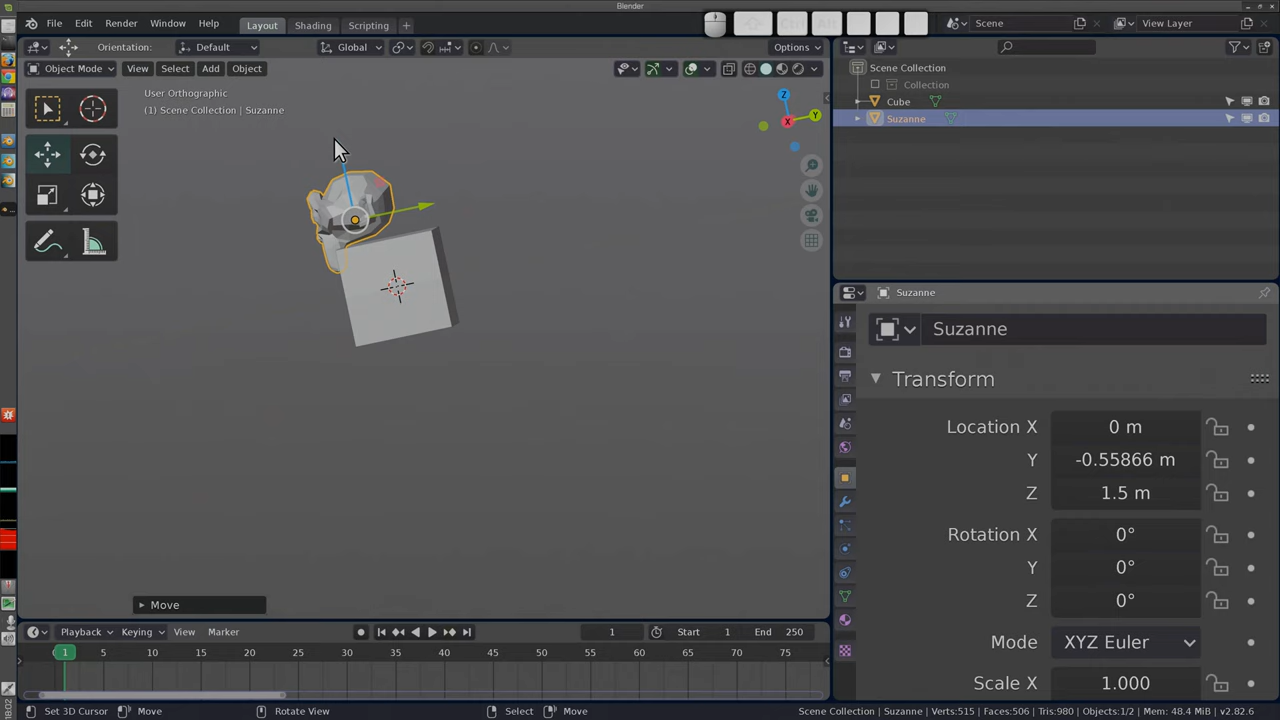 Blender
File Edit Render Window Help
Layout Shading Scripting +
Ctrl Alt
Scene
View Layer
Orientation: Default
Global
Options
Object Mode
View Select Add Object
User Orthographic
(1) Scene Collection | Suzanne
Z
Y
X
Scene Collection
Collection
Cube
Suzanne
Suzanne
Suzanne
Transform
Location X 0 m
Y -0.55866 m
Z 1.5 m
Rotation X 0°
Y 0°
Z 0°
Mode XYZ Euler
Scale X 1.000
Move
Playback Keying View Marker
1
Start 1 End 250
1 5 10 15 20 25 30 35 40 45 50 55 60 65 70 75
18:02
Set 3D Cursor Move Rotate View Select Move
Scene Collection | Suzanne | Verts:515 | Faces:506 | Tris:980 | Objects:1/2 | Mem: 48.4 MiB | v2.82.6